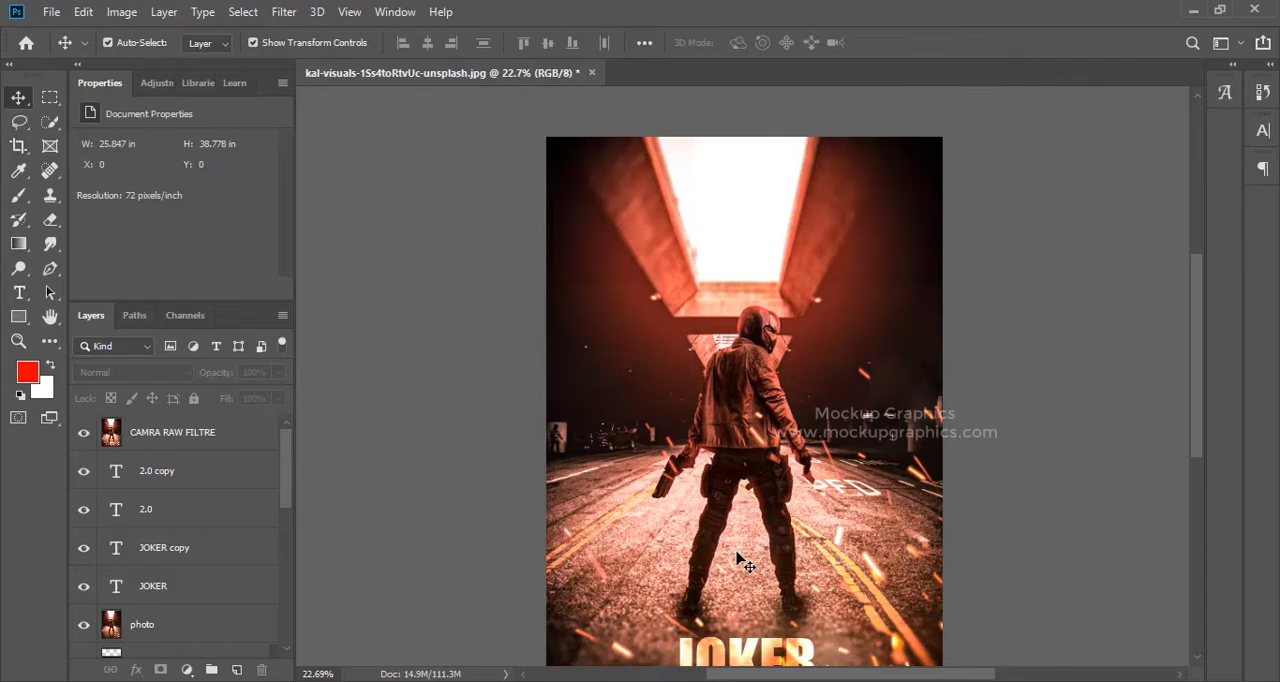 Ps File Edit Image Layer Type Select Filter 3D View Window Help
Auto-Select: Layer Show Transform Controls 3D Mode:
kal-visuals-1Ss4toRtvUc-unsplash.jpg @ 22.7% (RGB/8) *
Properties Adjustn Librarie Learn
Document Properties
W: 25.847 in H: 38.778 in
X: 0 Y: 0
Resolution: 72 pixels/inch
Layers Paths Channels
Kind
Normal Opacity: 100%
Lock: Fill: 100%
CAMRA RAW FILTRE
2.0 copy
2.0
JOKER copy
JOKER
photo
Mockup Graphics
www.mockupgraphics.com
JOKER
22.69% Doc: 14.9M/111.3M